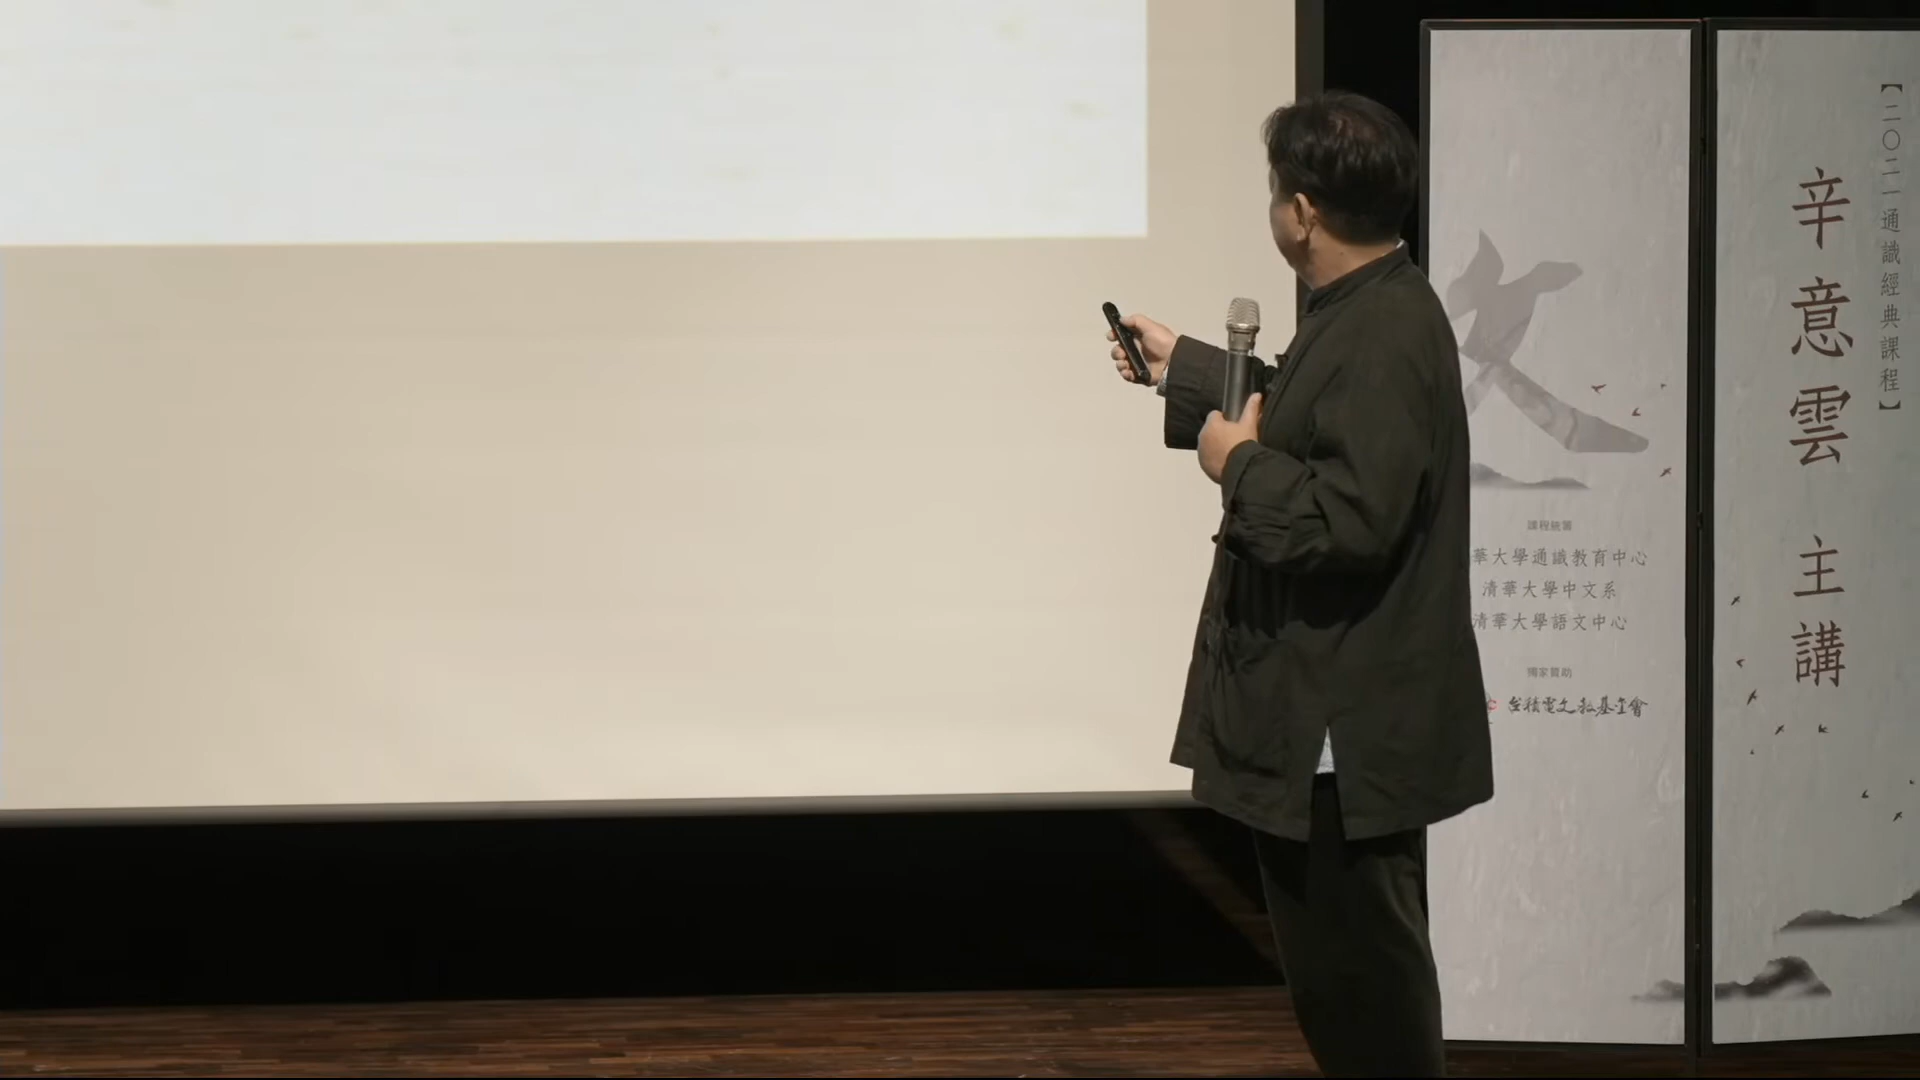 【二〇二一通識經典課程】
辛意雲 主講
文
課程統籌
華大學通識教育中心
清華大學中文系
清華大學語文中心
獨家贊助
台積電文教基金會